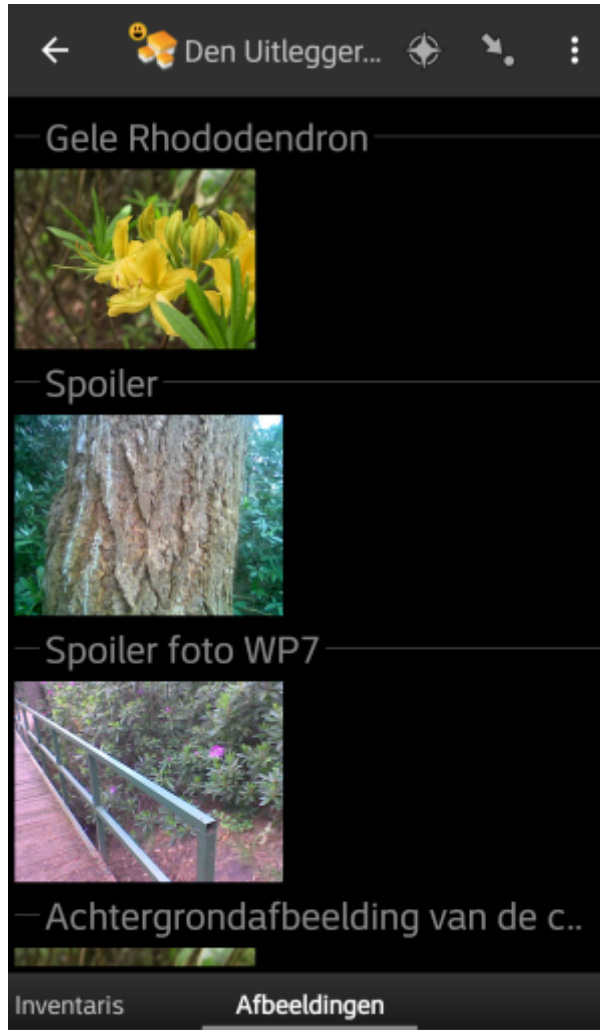 Den Uitlegger...
Gele Rhododendron
Spoiler
Spoiler foto WP7
Achtergrondafbeelding van de c..
Inventaris Afbeeldingen